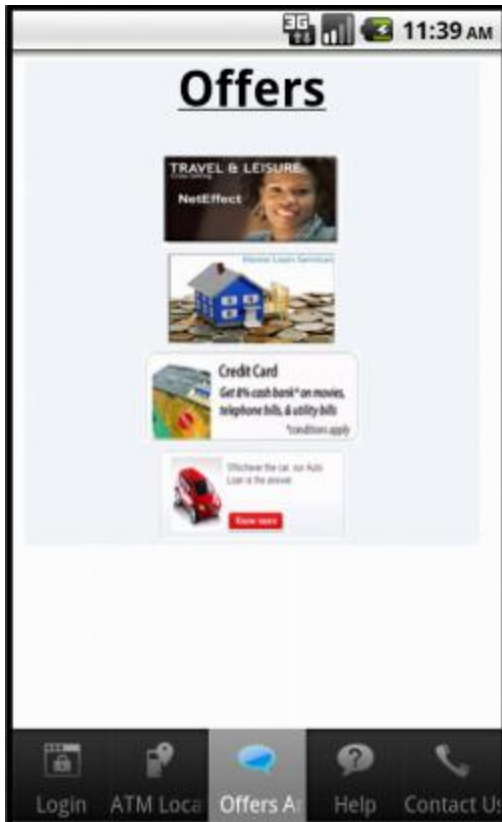 3G
11:39 AM
Offers
TRAVEL & LEISURE
NetEffect
Home Loan Services
Credit Card
Get 8% cash bank* on movies,
telephone bills, & utility bills
*conditions apply
Whichever the car, our Auto
Loan is the answer
Know more
Login
ATM Loca
Offers Ar
Help
Contact Us